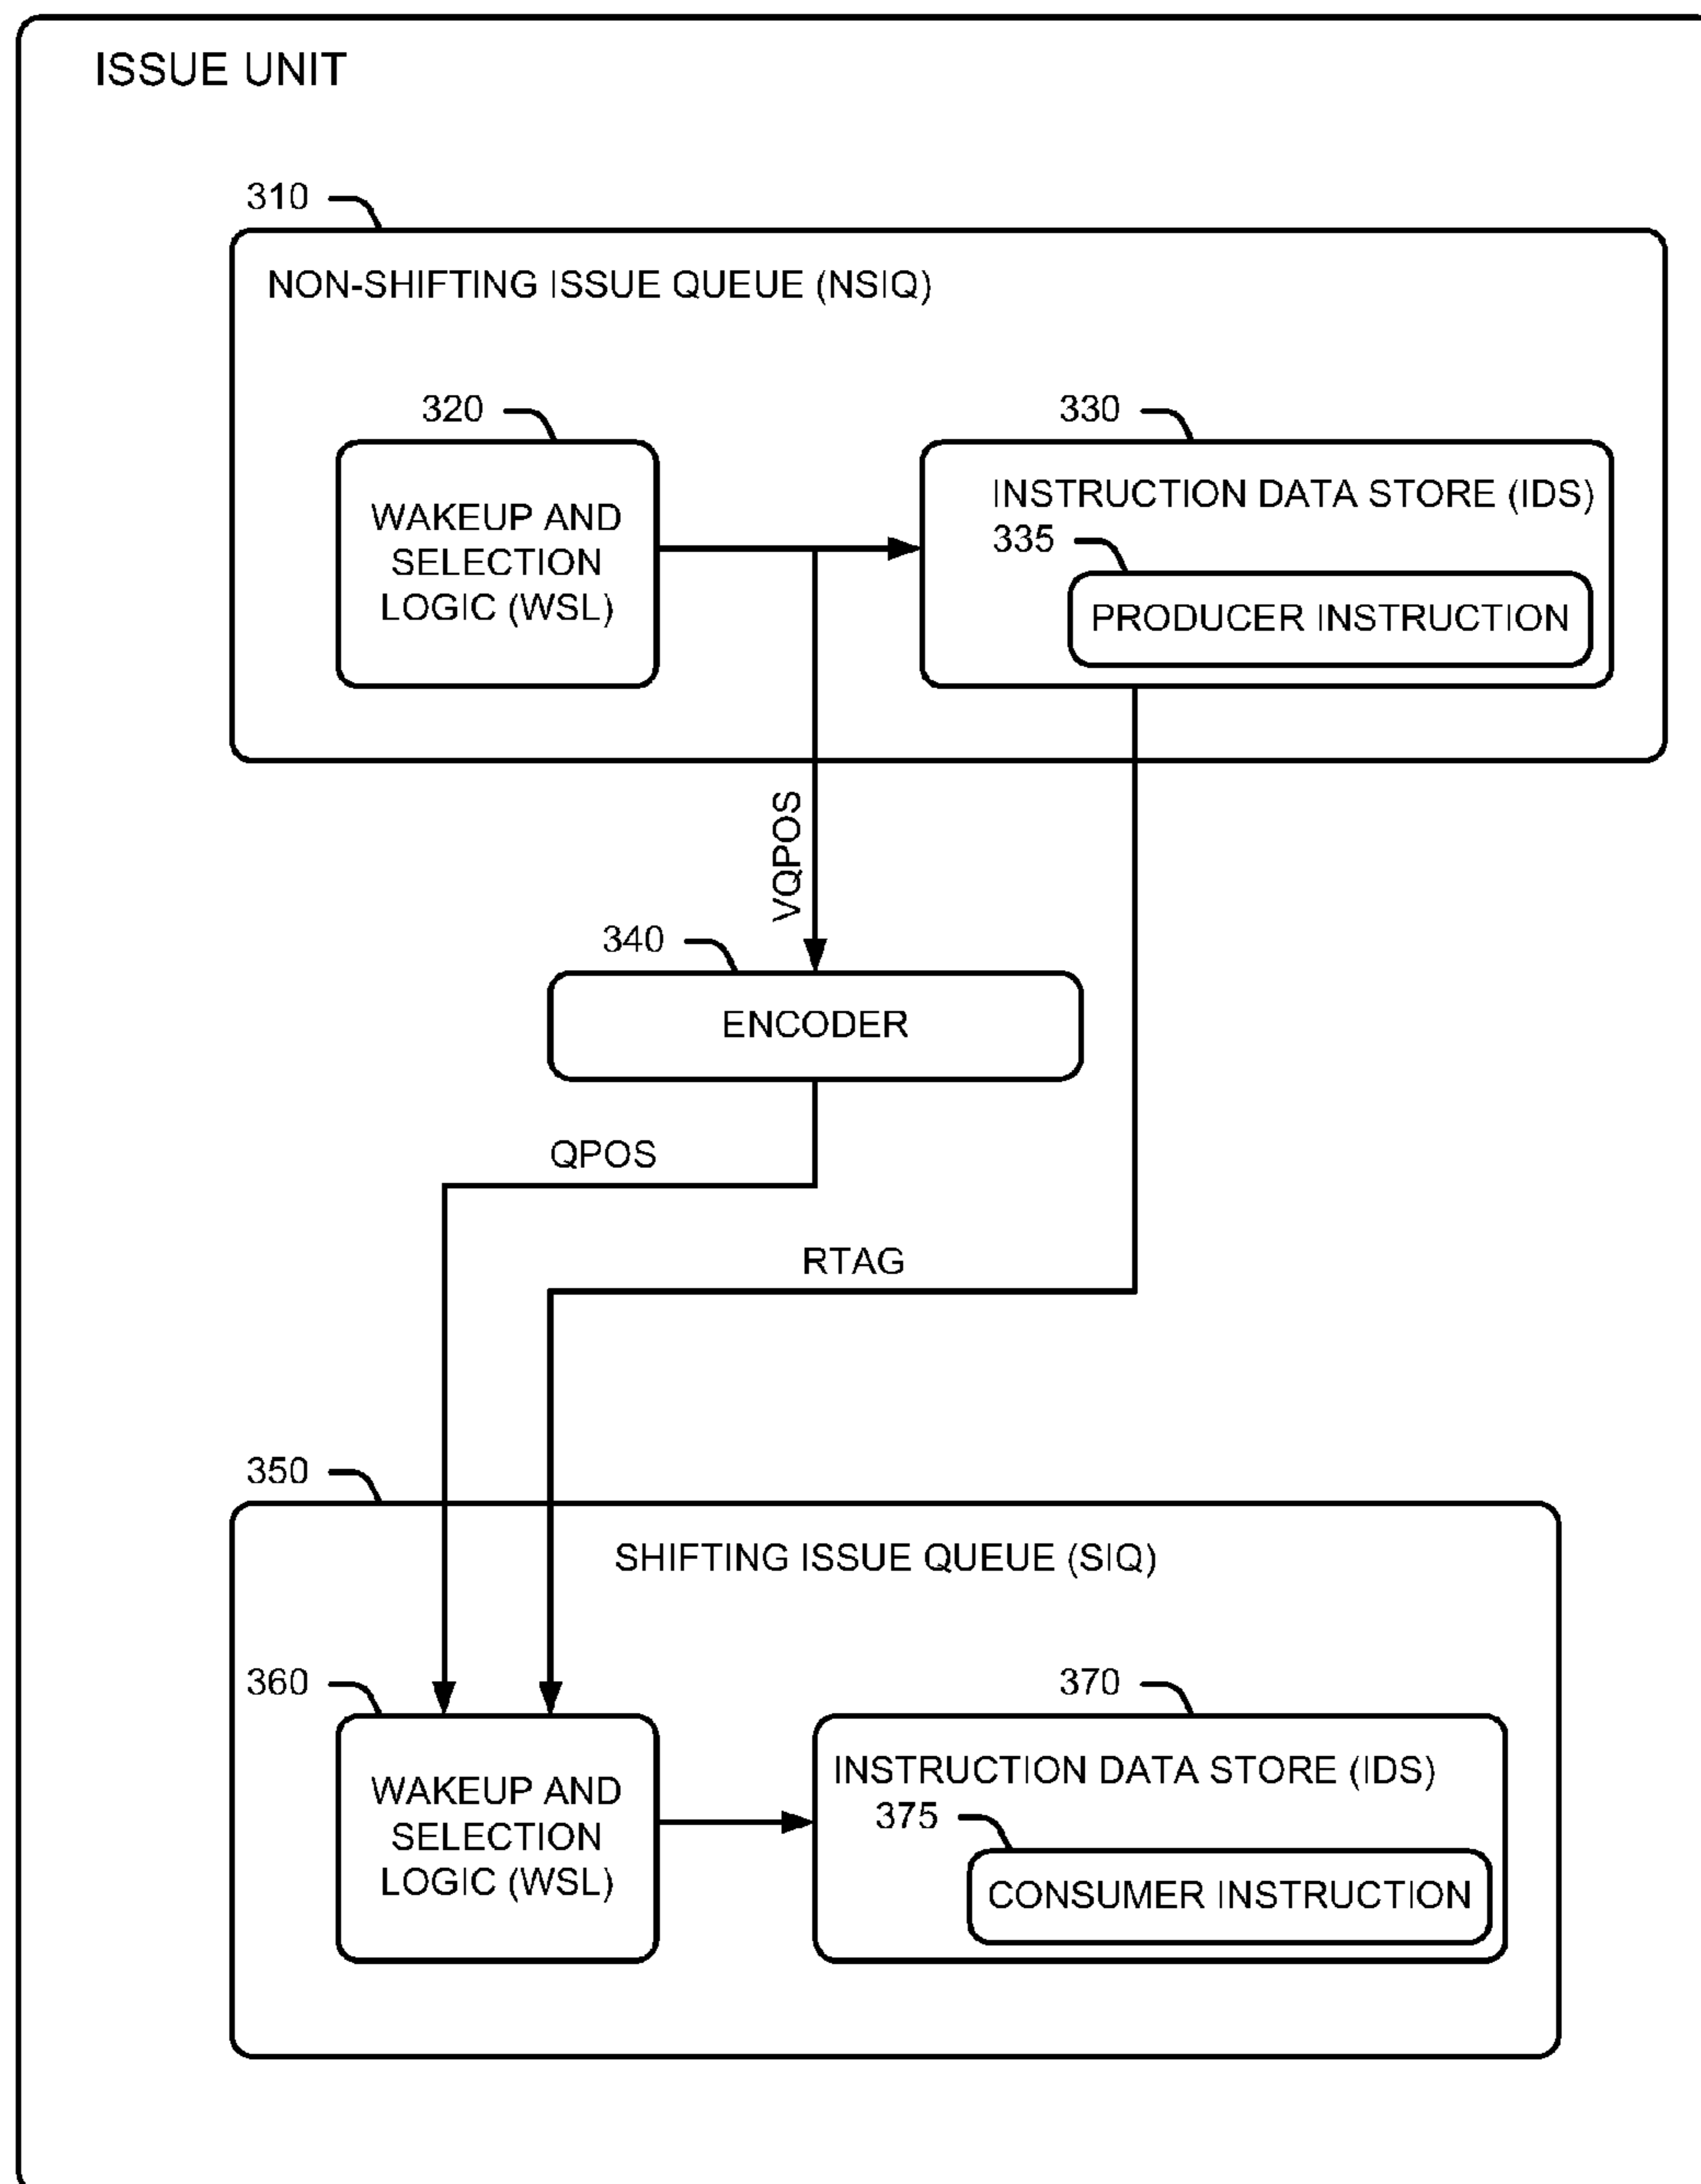 ISSUE UNIT
310
NON-SHIFTING ISSUE QUEUE (NSIQ)
320
WAKEUP AND
SELECTION
LOGIC (WSL)
330
INSTRUCTION DATA STORE (IDS)
335
PRODUCER INSTRUCTION
VQPOS
340
ENCODER
QPOS
RTAG
350
SHIFTING ISSUE QUEUE (SIQ)
360
WAKEUP AND
SELECTION
LOGIC (WSL)
370
INSTRUCTION DATA STORE (IDS)
375
CONSUMER INSTRUCTION